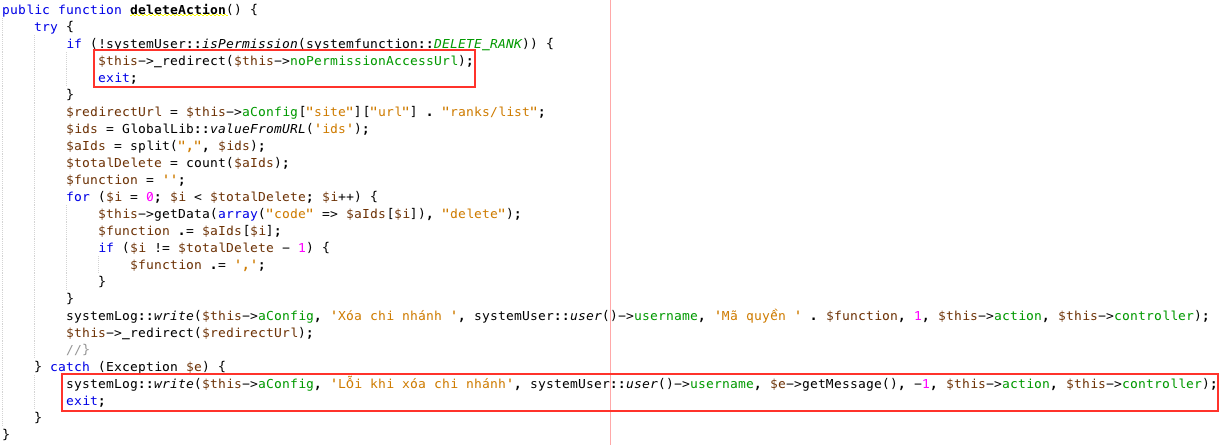 public function deleteAction() {
    try {
        if (!systemUser::isPermission(systemfunction::DELETE_RANK)) {
            $this->_redirect($this->noPermissionAccessUrl);
            exit;
        }
        $redirectUrl = $this->aConfig["site"]["url"] . "ranks/list";
        $ids = GlobalLib::valueFromURL('ids');
        $aIds = split(",", $ids);
        $totalDelete = count($aIds);
        $function = '';
        for ($i = 0; $i < $totalDelete; $i++) {
            $this->getData(array("code" => $aIds[$i]), "delete");
            $function .= $aIds[$i];
            if ($i != $totalDelete - 1) {
                $function .= ',';
            }
        }
        systemLog::write($this->aConfig, 'Xóa chi nhánh ', systemUser::user()->username, 'Mã quyền ' . $function, 1, $this->action, $this->controller);
        $this->_redirect($redirectUrl);
        //}
    } catch (Exception $e) {
        systemLog::write($this->aConfig, 'Lỗi khi xóa chi nhánh', systemUser::user()->username, $e->getMessage(), -1, $this->action, $this->controller);
        exit;
    }
}